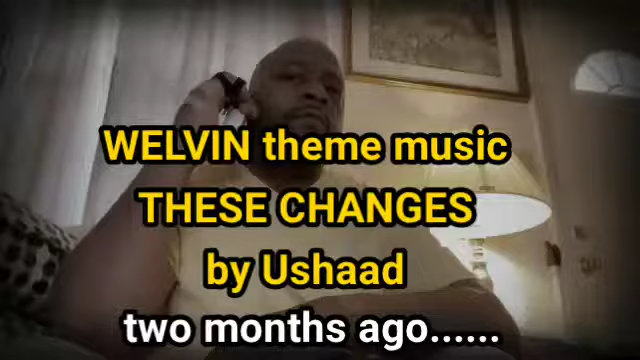 WELVIN theme music
THESE CHANGES
by Ushaad
two months ago......